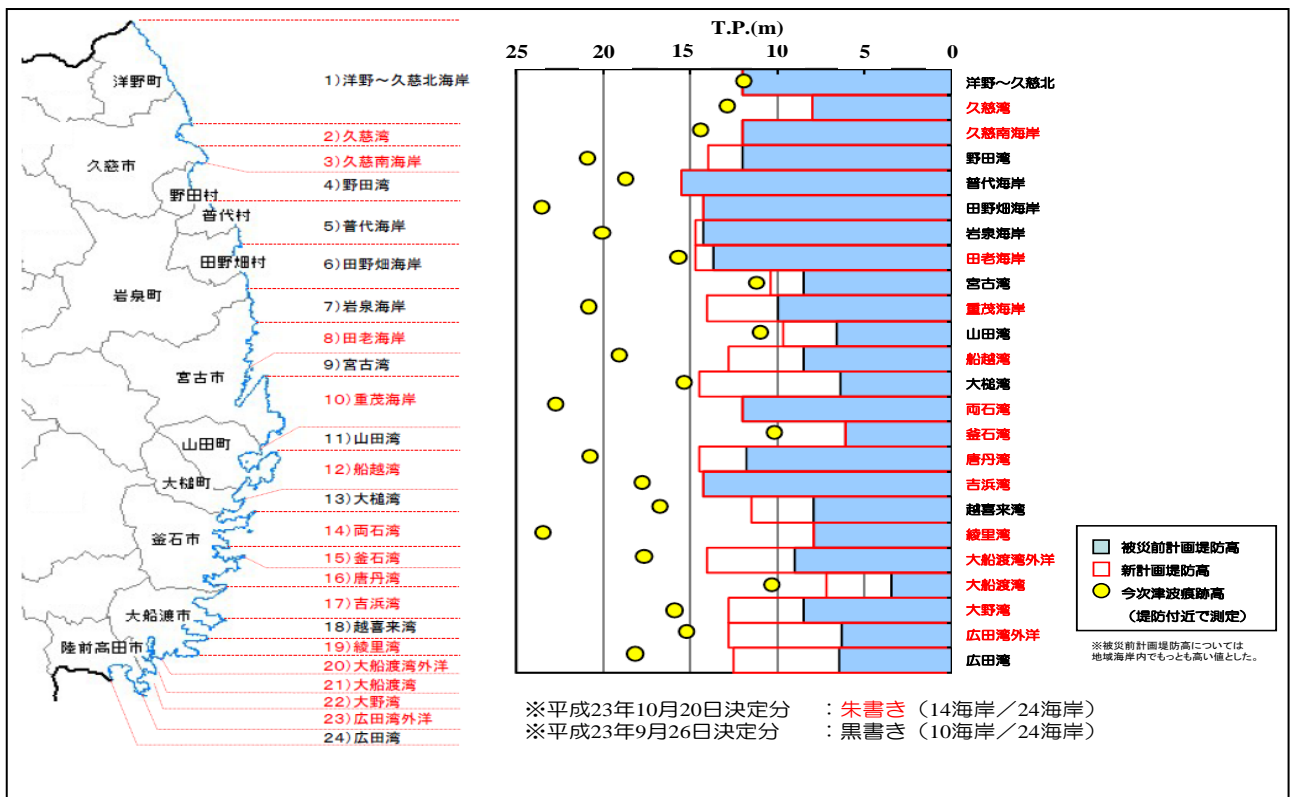 洋野町
久慈市
野田村
普代村
田野畑村
岩泉町
宮古市
山田町
大槌町
釜石市
大船渡市
陸前高田市
1)洋野～久慈北海岸
2)久慈湾
3)久慈南海岸
4)野田湾
5)普代海岸
6)田野畑海岸
7)岩泉海岸
8)田老海岸
9)宮古湾
10)重茂海岸
11)山田湾
12)船越湾
13)大槌湾
14)両石湾
15)釜石湾
16)唐丹湾
17)吉浜湾
18)越喜来湾
19)綾里湾
20)大船渡湾外洋
21)大船渡湾
22)大野湾
23)広田湾外洋
24)広田湾
T.P.(m)
25 20 15 10 5 0
洋野～久慈北
久慈湾
久慈南海岸
野田湾
普代海岸
田野畑海岸
岩泉海岸
田老海岸
宮古湾
重茂海岸
山田湾
船越湾
大槌湾
両石湾
釜石湾
唐丹湾
吉浜湾
越喜来湾
綾里湾
大船渡湾外洋
大船渡湾
大野湾
広田湾外洋
広田湾
被災前計画堤防高
新計画堤防高
今次津波痕跡高
(堤防付近で測定)
※被災前計画堤防高については
地域海岸内でもっとも高い値とした。
※平成23年10月20日決定分 ：朱書き（14海岸／24海岸）
※平成23年9月26日決定分 ：黒書き（10海岸／24海岸）